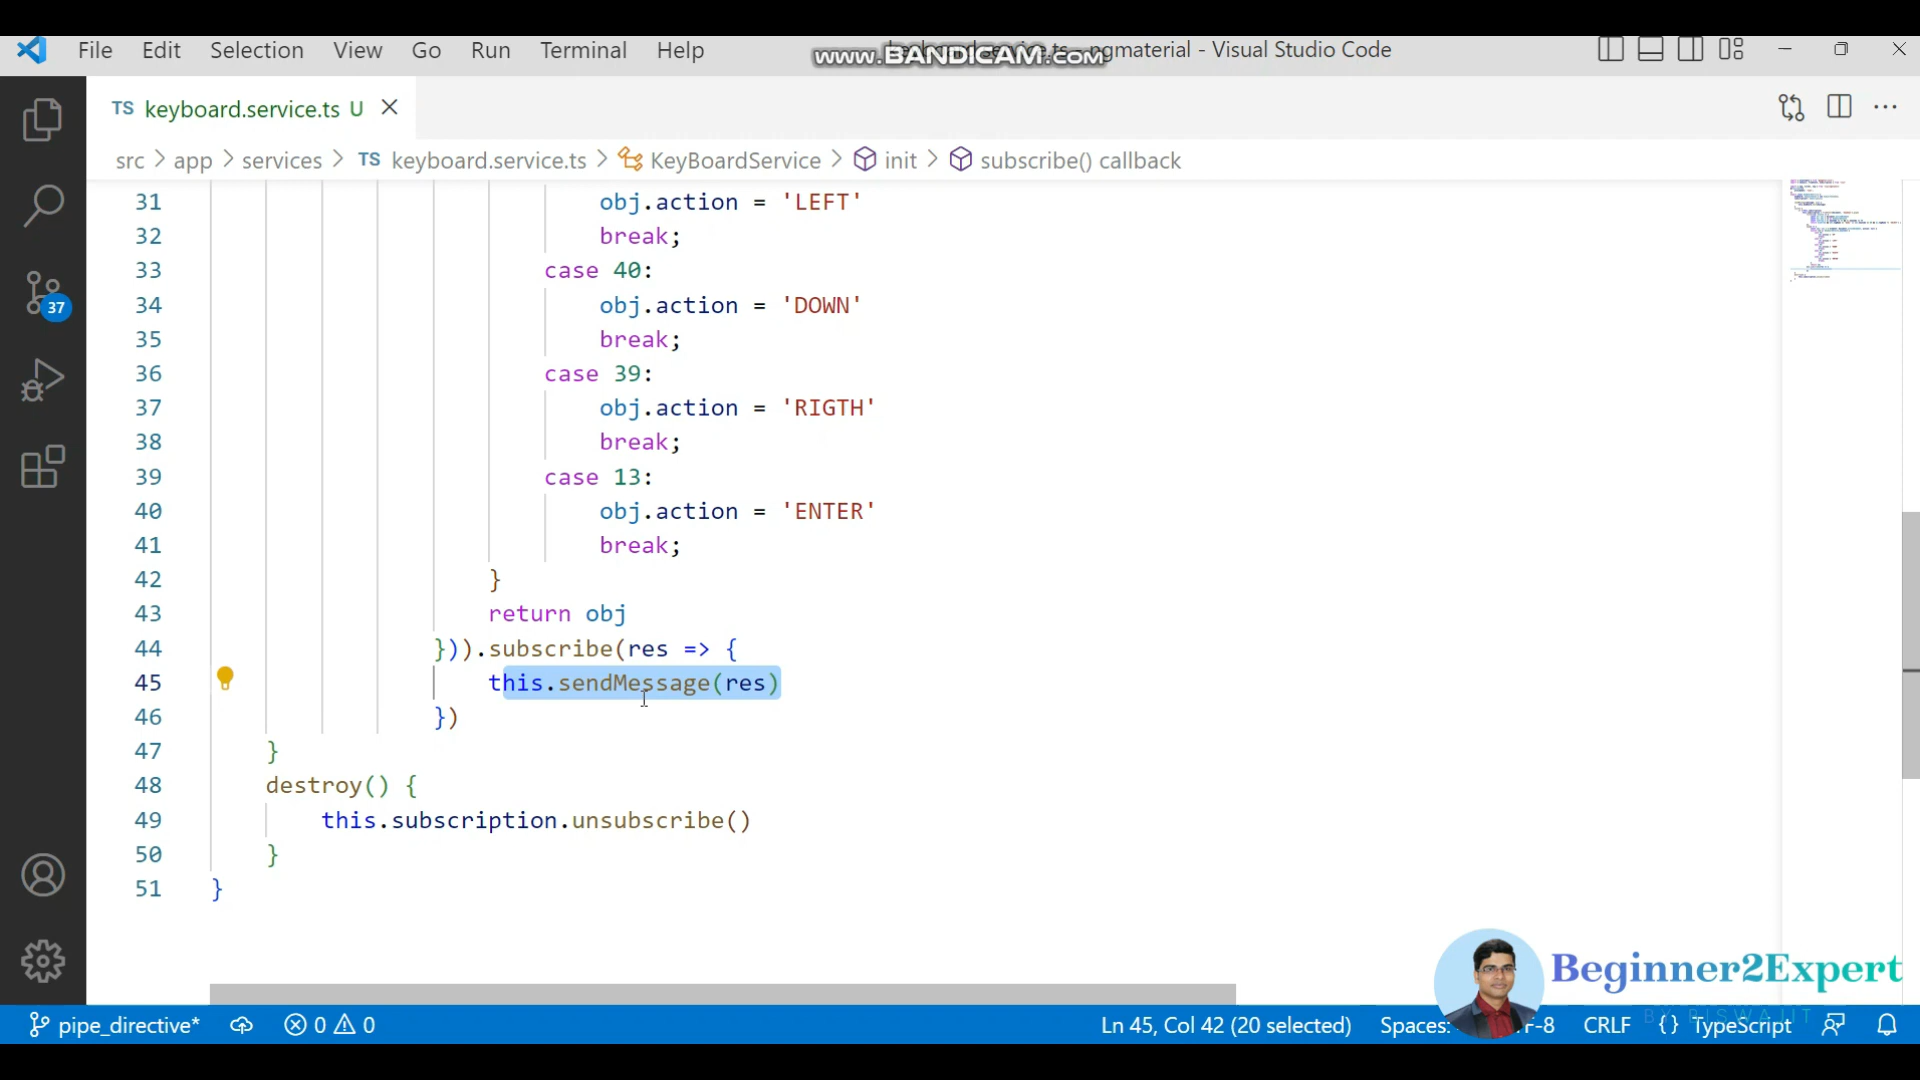 File Edit Selection View Go Run Terminal Help
www.BANDICAM.com
ngmaterial - Visual Studio Code
TS keyboard.service.ts U
src > app > services > TS keyboard.service.ts > KeyBoardService > init > subscribe() callback
31 obj.action = 'LEFT'
32 break;
33 case 40:
34 obj.action = 'DOWN'
35 break;
36 case 39:
37 obj.action = 'RIGTH'
38 break;
39 case 13:
40 obj.action = 'ENTER'
41 break;
42 }
43 return obj
44 })).subscribe(res => {
45 this.sendMessage(res)
46 })
47 }
48 destroy() {
49 this.subscription.unsubscribe()
50 }
51 }
37
Beginner2Expert
BY BISWAJIT
pipe_directive* 0 0 Ln 45, Col 42 (20 selected) Spaces: F-8 CRLF {} TypeScript